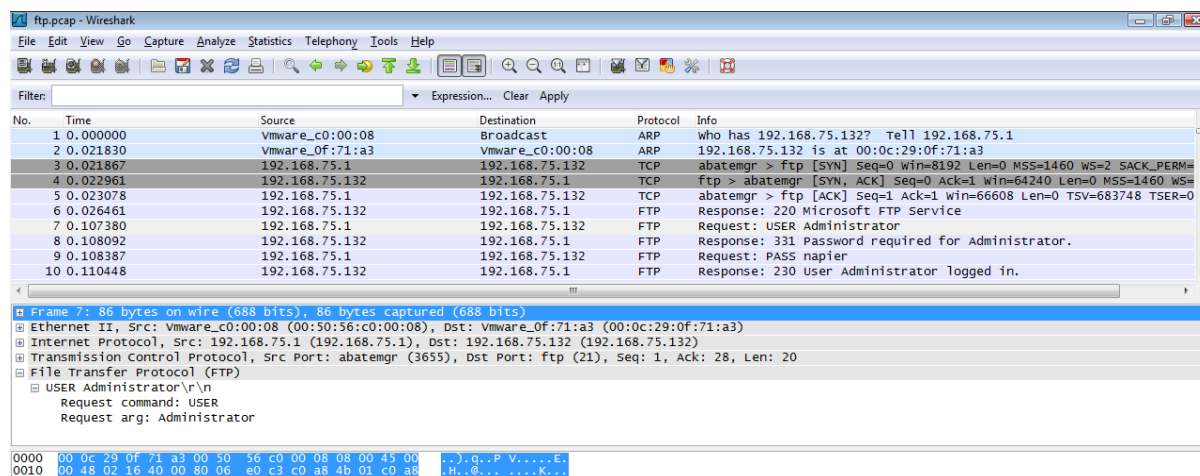 ftp.pcap - Wireshark
File Edit View Go Capture Analyze Statistics Telephony Tools Help
Filter: Expression... Clear Apply
No. Time Source Destination Protocol Info
1 0.000000 Vmware_c0:00:08 Broadcast ARP who has 192.168.75.132? Tell 192.168.75.1
2 0.021830 Vmware_0f:71:a3 Vmware_c0:00:08 ARP 192.168.75.132 is at 00:0c:29:0f:71:a3
3 0.021867 192.168.75.1 192.168.75.132 TCP abatemgr > ftp [SYN] Seq=0 Win=8192 Len=0 MSS=1460 WS=2 SACK_PERM=
4 0.022961 192.168.75.132 192.168.75.1 TCP ftp > abatemgr [SYN, ACK] Seq=0 Ack=1 Win=64240 Len=0 MSS=1460 WS=
5 0.023078 192.168.75.1 192.168.75.132 TCP abatemgr > ftp [ACK] Seq=1 Ack=1 Win=66608 Len=0 TSV=683748 TSER=0
6 0.026461 192.168.75.132 192.168.75.1 FTP Response: 220 Microsoft FTP Service
7 0.107380 192.168.75.1 192.168.75.132 FTP Request: USER Administrator
8 0.108092 192.168.75.132 192.168.75.1 FTP Response: 331 Password required for Administrator.
9 0.108387 192.168.75.1 192.168.75.132 FTP Request: PASS napier
10 0.110448 192.168.75.132 192.168.75.1 FTP Response: 230 User Administrator logged in.
Frame 7: 86 bytes on wire (688 bits), 86 bytes captured (688 bits)
Ethernet II, Src: Vmware_c0:00:08 (00:50:56:c0:00:08), Dst: Vmware_0f:71:a3 (00:0c:29:0f:71:a3)
Internet Protocol, Src: 192.168.75.1 (192.168.75.1), Dst: 192.168.75.132 (192.168.75.132)
Transmission Control Protocol, Src Port: abatemgr (3655), Dst Port: ftp (21), Seq: 1, Ack: 28, Len: 20
File Transfer Protocol (FTP)
USER Administrator\r\n
Request command: USER
Request arg: Administrator
0000 00 0c 29 0f 71 a3 00 50 56 c0 00 08 08 00 45 00 ..).q..P V.....E.
0010 00 48 02 16 40 00 80 06 e0 c3 c0 a8 4b 01 c0 a8 .H..@... ....K...